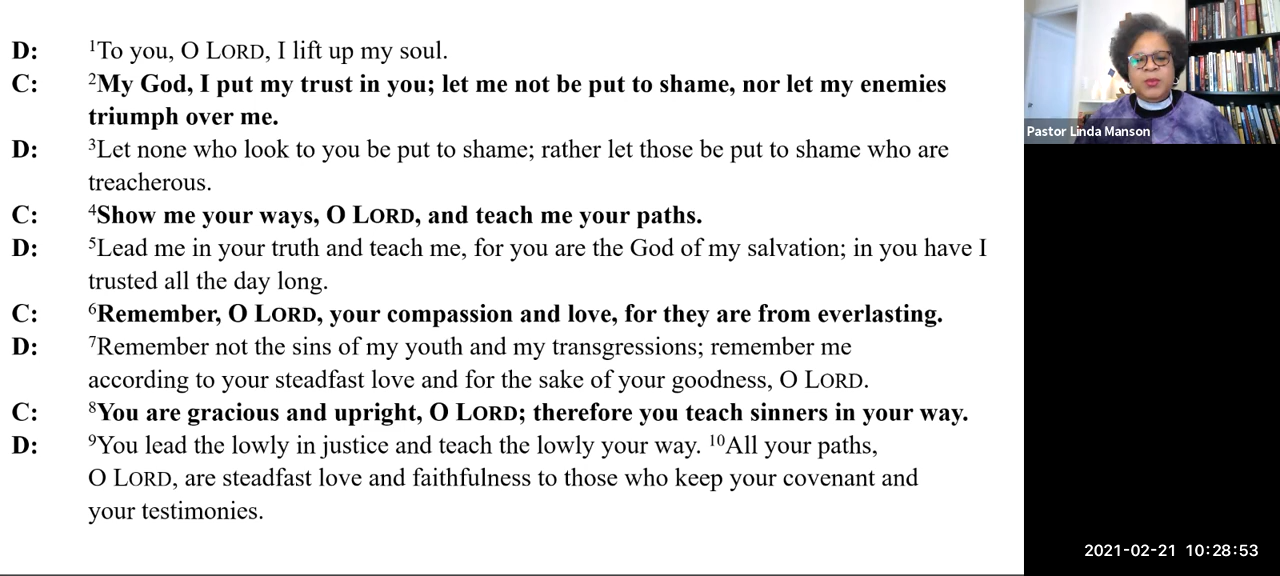 D: ¹To you, O LORD, I lift up my soul.
C: ²My God, I put my trust in you; let me not be put to shame, nor let my enemies
triumph over me.
D: ³Let none who look to you be put to shame; rather let those be put to shame who are
treacherous.
C: ⁴Show me your ways, O LORD, and teach me your paths.
D: ⁵Lead me in your truth and teach me, for you are the God of my salvation; in you have I
trusted all the day long.
C: ⁶Remember, O LORD, your compassion and love, for they are from everlasting.
D: ⁷Remember not the sins of my youth and my transgressions; remember me
according to your steadfast love and for the sake of your goodness, O LORD.
C: ⁸You are gracious and upright, O LORD; therefore you teach sinners in your way.
D: ⁹You lead the lowly in justice and teach the lowly your way. ¹⁰All your paths,
O LORD, are steadfast love and faithfulness to those who keep your covenant and
your testimonies.
Pastor Linda Manson
2021-02-21 10:28:53